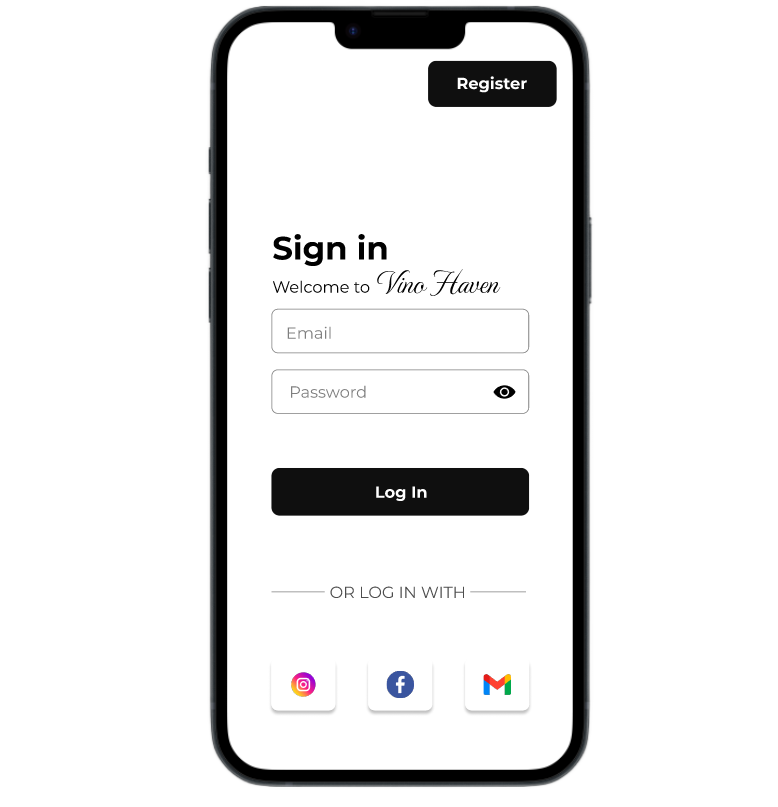 Register
Sign in
Welcome to Vino Haven
Email
Password
Log In
OR LOG IN WITH